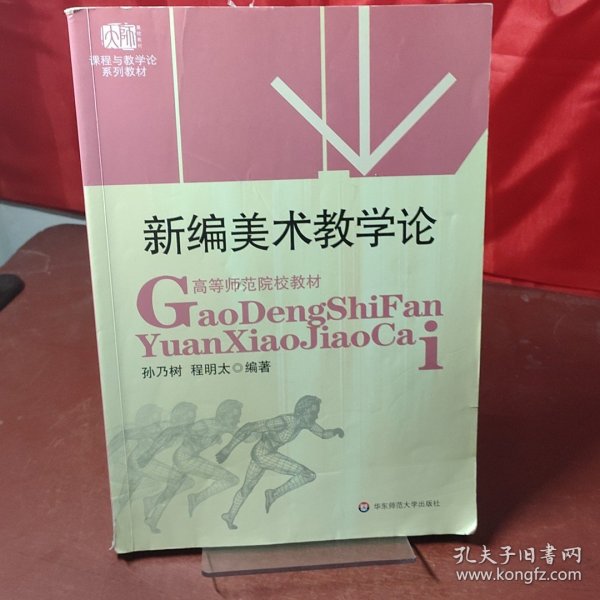 大师
课程与教学论
系列教材
新编美术教学论
高等师范院校教材
GaoDengShiFan
YuanXiaoJiaoCai
孙乃树 程明太◎编著
华东师范大学出版社
孔夫子旧书网
www.kongfz.com